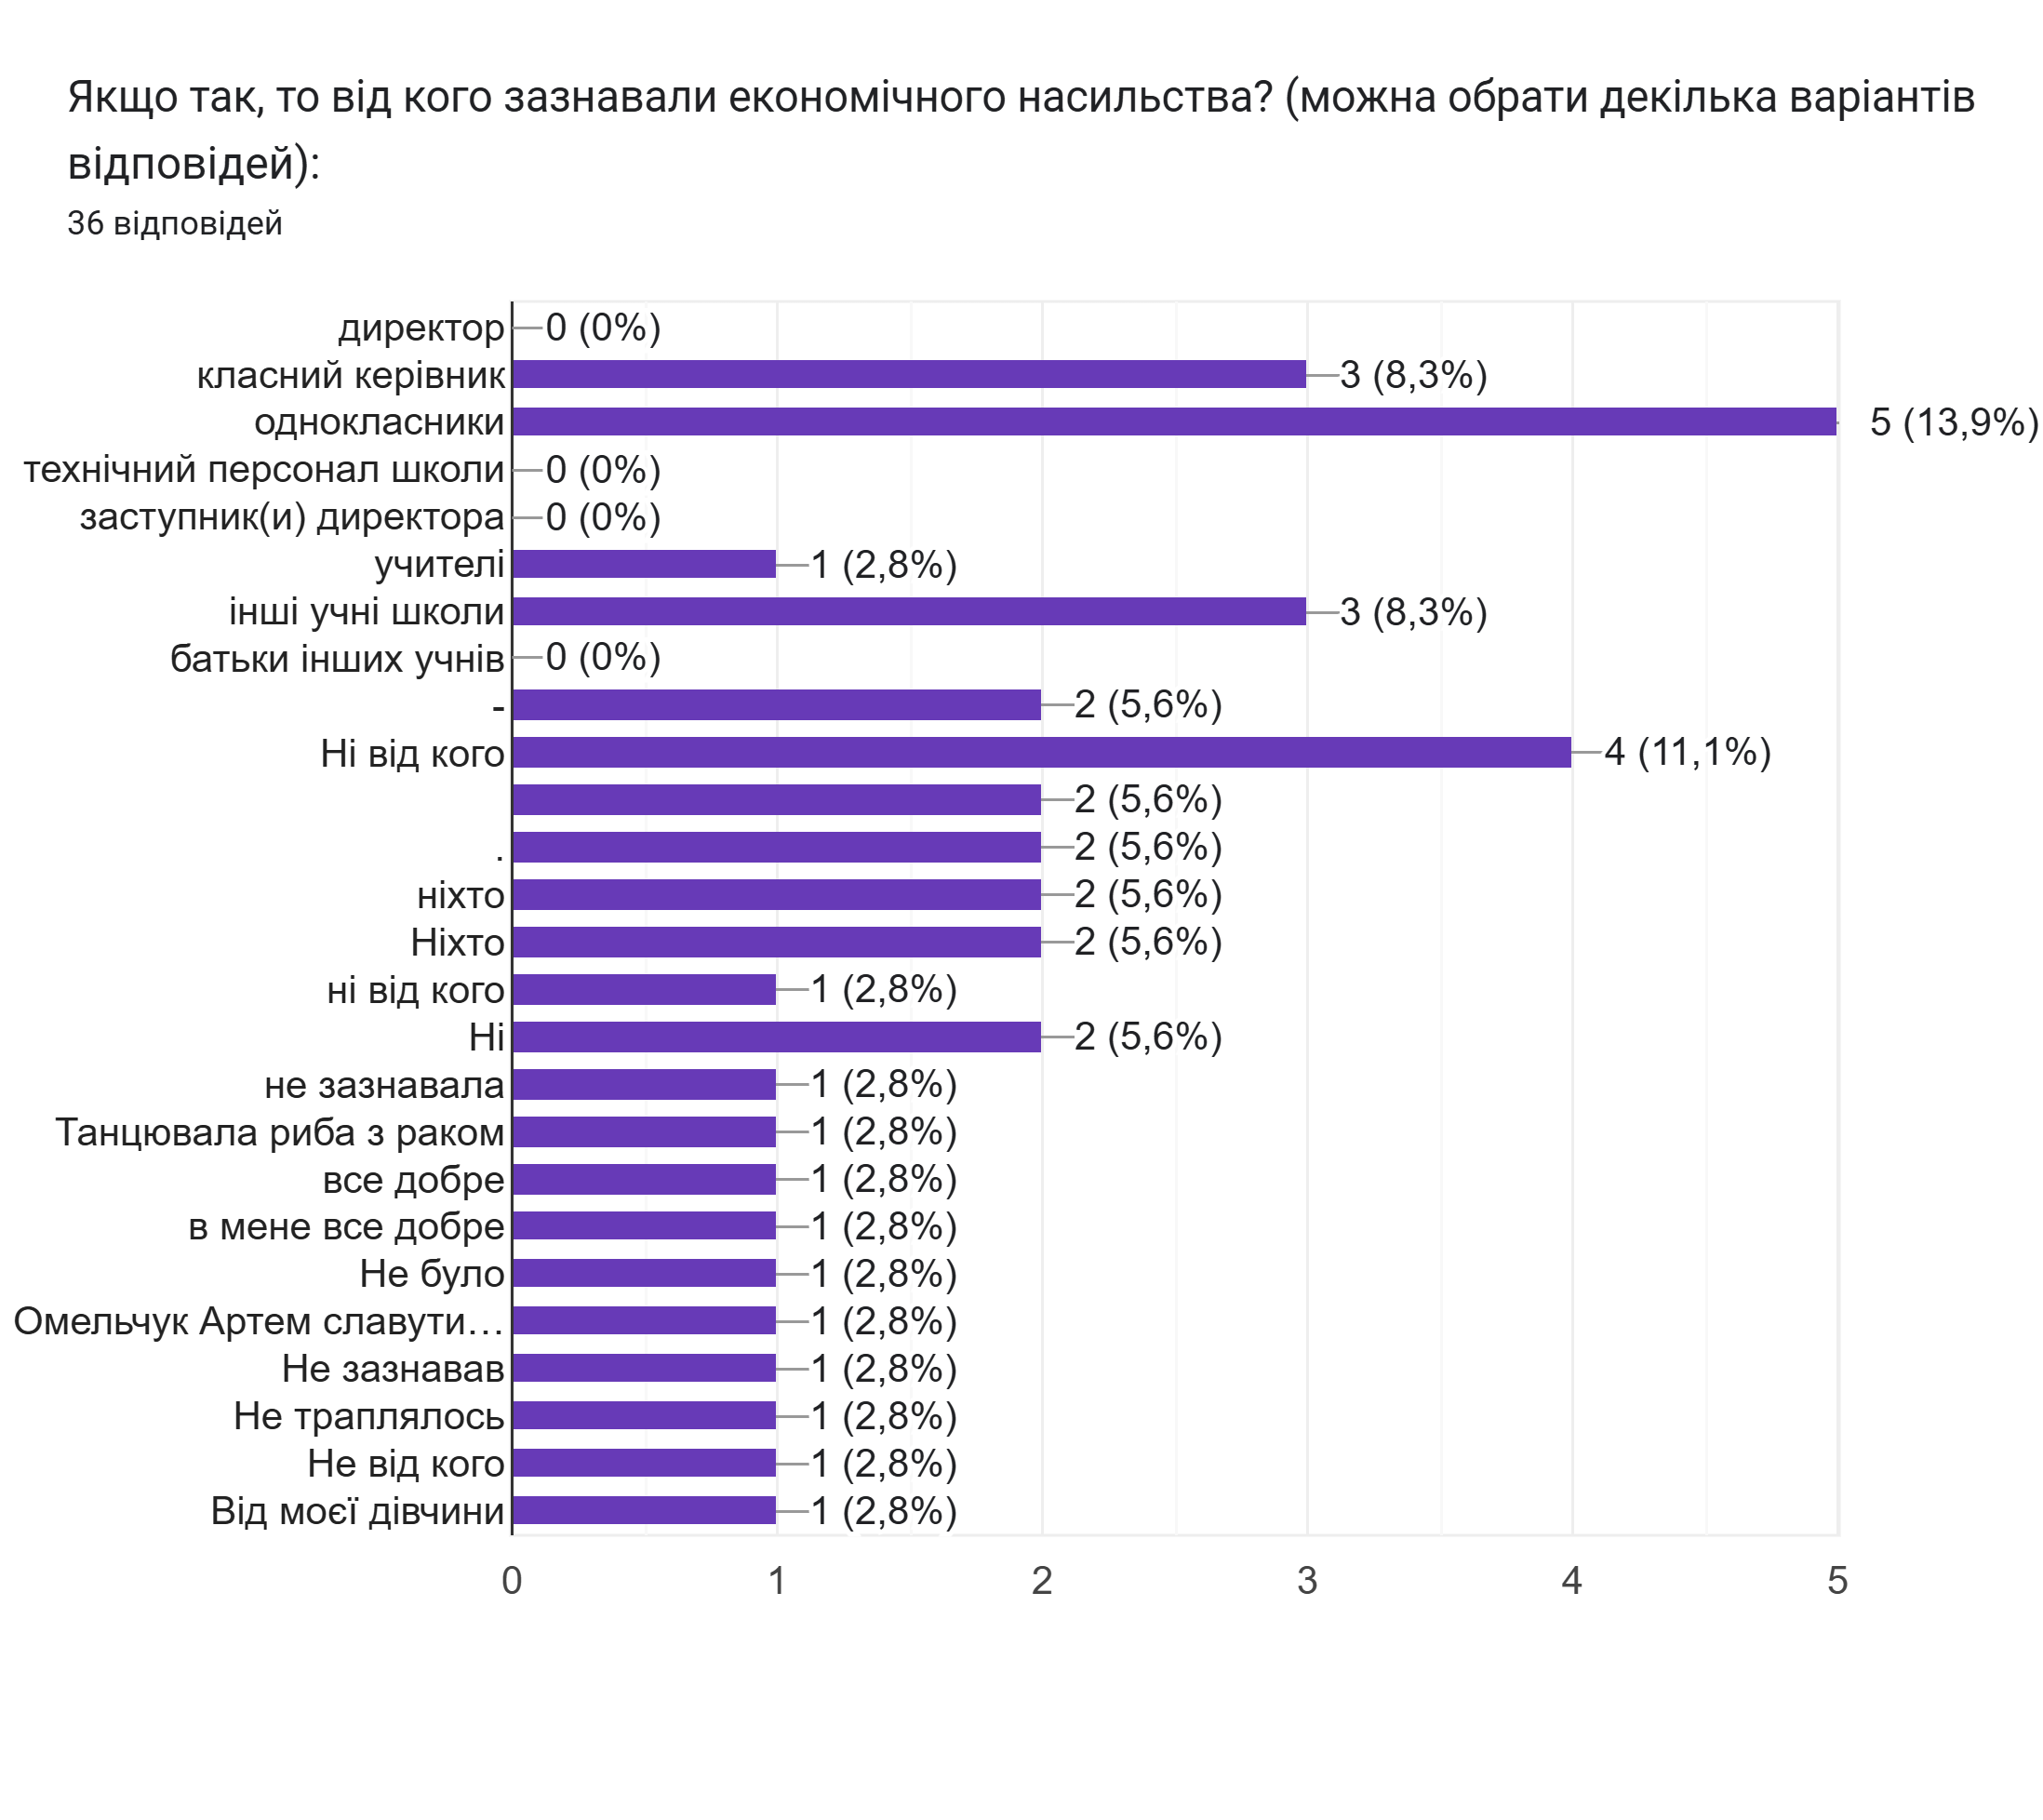 Якщо так, то від кого зазнавали економічного насильства? (можна обрати декілька варіантів
відповідей):
36 відповідей
директор 0 (0%)
класний керівник 3 (8,3%)
однокласники 5 (13,9%)
технічний персонал школи 0 (0%)
заступник(и) директора 0 (0%)
учителі 1 (2,8%)
інші учні школи 3 (8,3%)
батьки інших учнів 0 (0%)
- 2 (5,6%)
Ні від кого 4 (11,1%)
2 (5,6%)
. 2 (5,6%)
ніхто 2 (5,6%)
Ніхто 2 (5,6%)
ні від кого 1 (2,8%)
Ні 2 (5,6%)
не зазнавала 1 (2,8%)
Танцювала риба з раком 1 (2,8%)
все добре 1 (2,8%)
в мене все добре 1 (2,8%)
Не було 1 (2,8%)
Омельчук Артем славути… 1 (2,8%)
Не зазнавав 1 (2,8%)
Не траплялось 1 (2,8%)
Не від кого 1 (2,8%)
Від моєї дівчини 1 (2,8%)
0 1 2 3 4 5